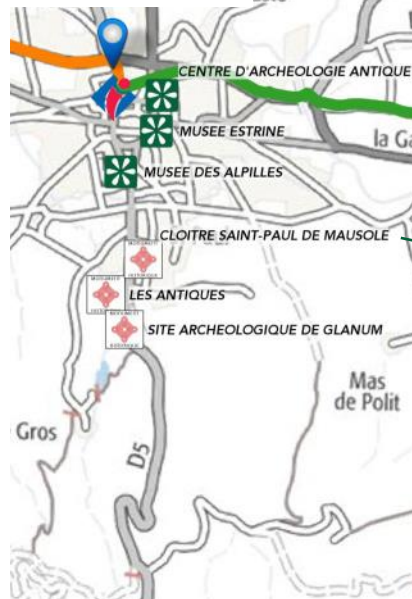 CENTRE D'ARCHEOLOGIE ANTIQUE
MUSEE ESTRINE
la Ga
MUSEE DES ALPILLES
CLOITRE SAINT-PAUL DE MAUSOLE
LES ANTIQUES
SITE ARCHEOLOGIQUE DE GLANUM
Mas
de Polit
Gros
D5